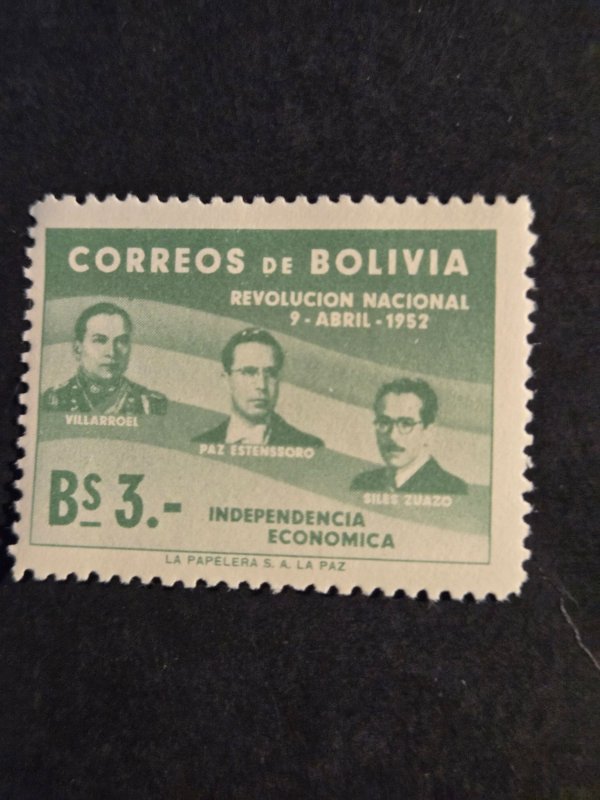 CORREOS DE BOLIVIA
REVOLUCION NACIONAL
9 - ABRIL - 1952
VILLARROEL
PAZ ESTENSSORO
SILES ZUAZO
BS 3.-
INDEPENDENCIA
ECONOMICA
LA PAPELERA S. A. LA PAZ